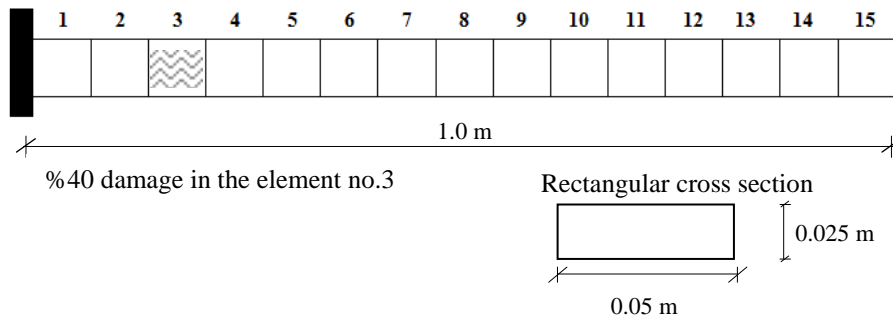 1 2 3 4 5 6 7 8 9 10 11 12 13 14 15
1.0 m
%40 damage in the element no.3
Rectangular cross section
0.025 m
0.05 m